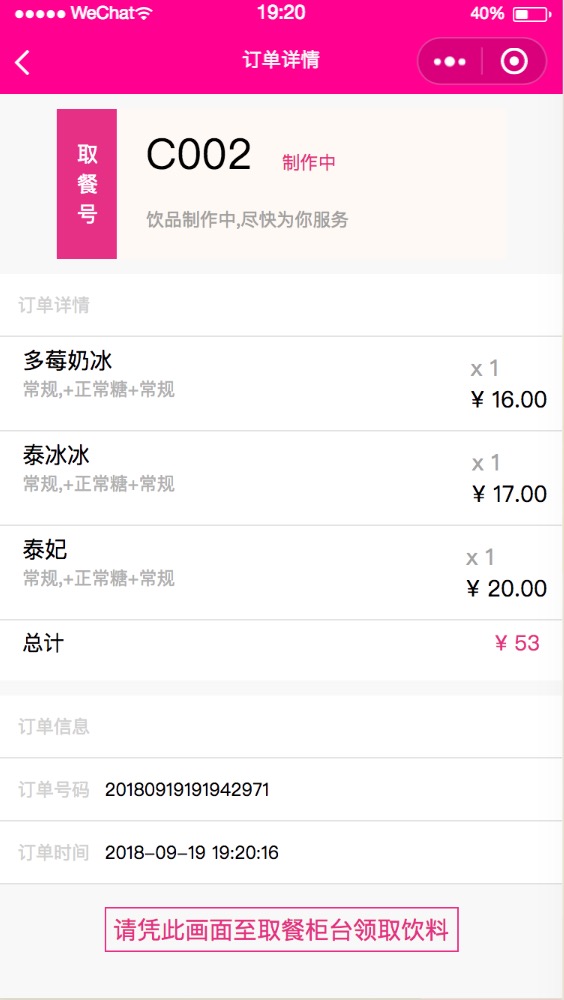 WeChat 19:20 40%
订单详情
取餐号
C002 制作中
饮品制作中,尽快为你服务
订单详情
多莓奶冰 x 1
常规,+正常糖+常规 ¥ 16.00
泰冰冰 x 1
常规,+正常糖+常规 ¥ 17.00
泰妃 x 1
常规,+正常糖+常规 ¥ 20.00
总计 ¥ 53
订单信息
订单号码 20180919191942971
订单时间 2018-09-19 19:20:16
请凭此画面至取餐柜台领取饮料